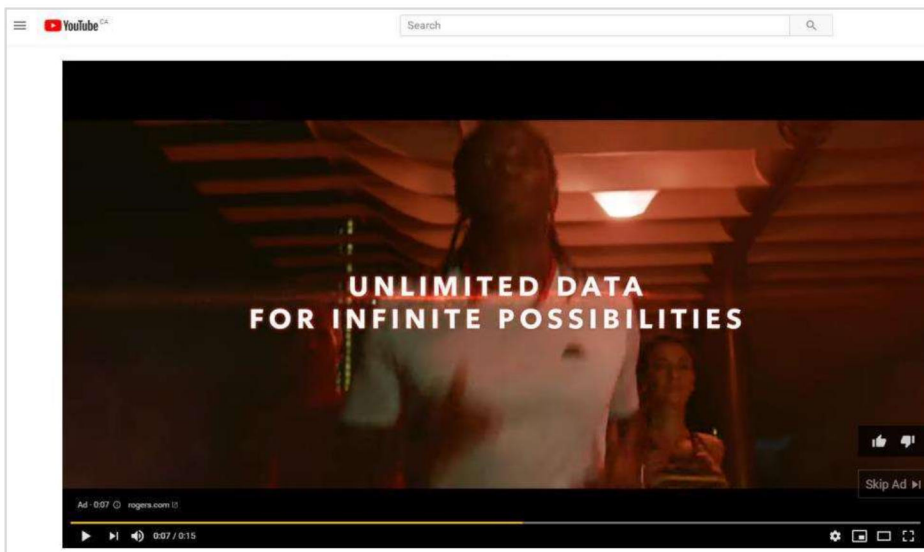 YouTube CA
Search
UNLIMITED DATA
FOR INFINITE POSSIBILITIES
Skip Ad
Ad · 0:07 rogers.com
0:07 / 0:15